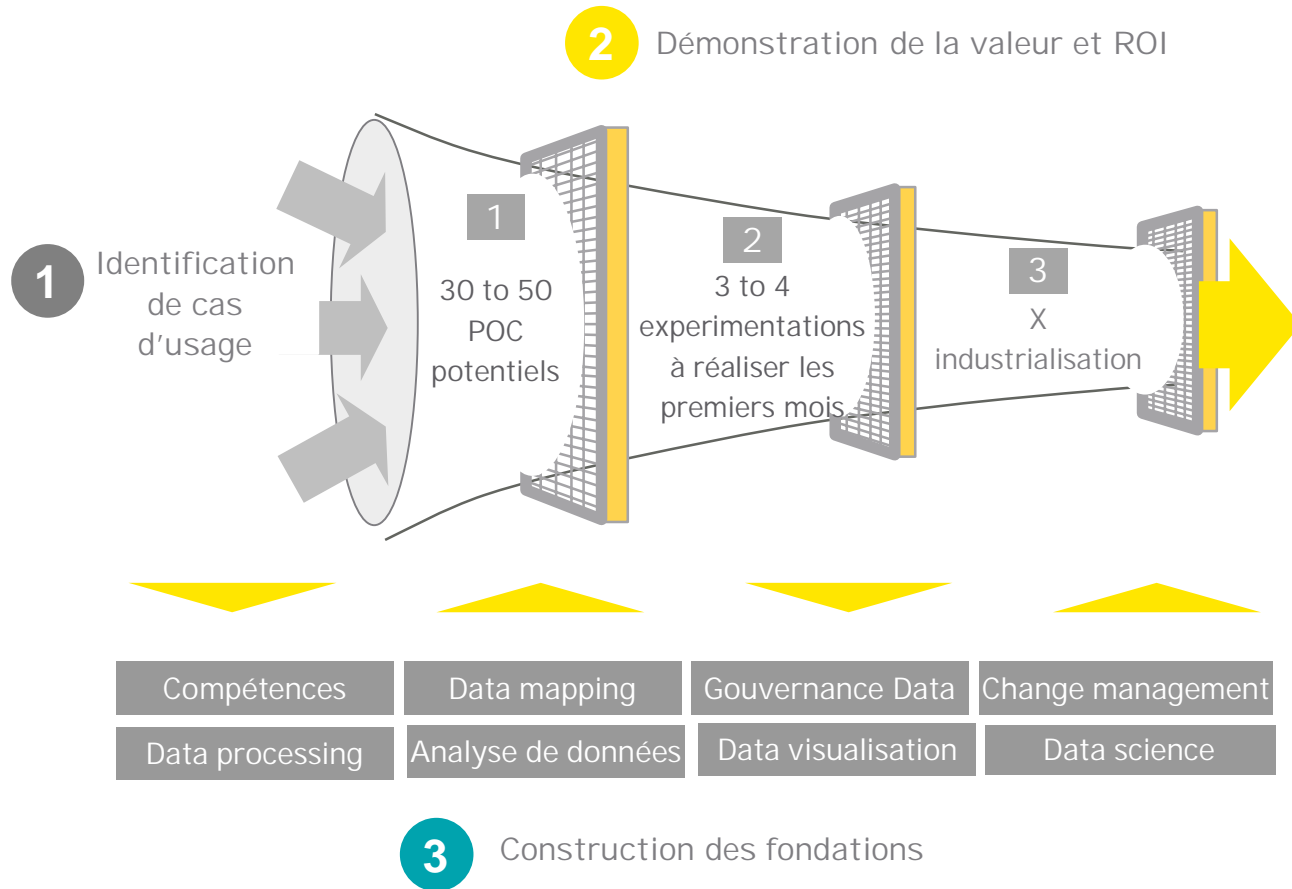 2 Démonstration de la valeur et ROI
1 Identification
de cas
d'usage
1
30 to 50
POC
potentiels
2
3 to 4
experimentations
à réaliser les
premiers mois
3
X
industrialisation
Compétences
Data mapping
Gouvernance Data
Change management
Data processing
Analyse de données
Data visualisation
Data science
3 Construction des fondations